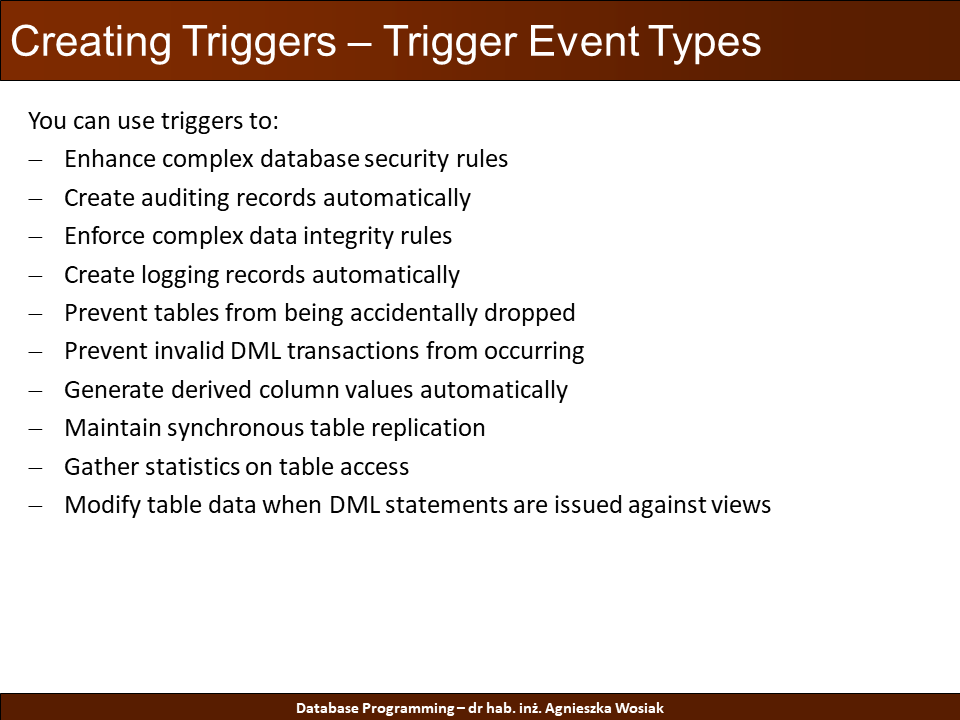 Creating Triggers – Trigger Event Types
You can use triggers to:
– Enhance complex database security rules
– Create auditing records automatically
– Enforce complex data integrity rules
– Create logging records automatically
– Prevent tables from being accidentally dropped
– Prevent invalid DML transactions from occurring
– Generate derived column values automatically
– Maintain synchronous table replication
– Gather statistics on table access
– Modify table data when DML statements are issued against views
Database Programming – dr hab. inż. Agnieszka Wosiak